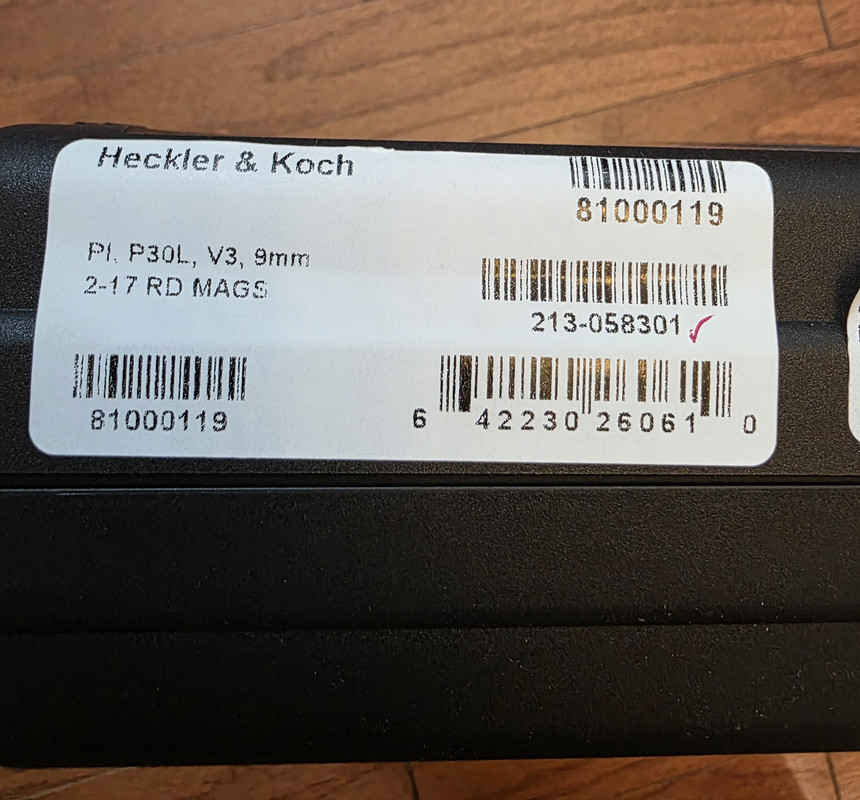 Heckler & Koch
81000119
PI, P30L, V3, 9mm
2-17 RD MAGS
213-058301
81000119
6 42230 26061 0